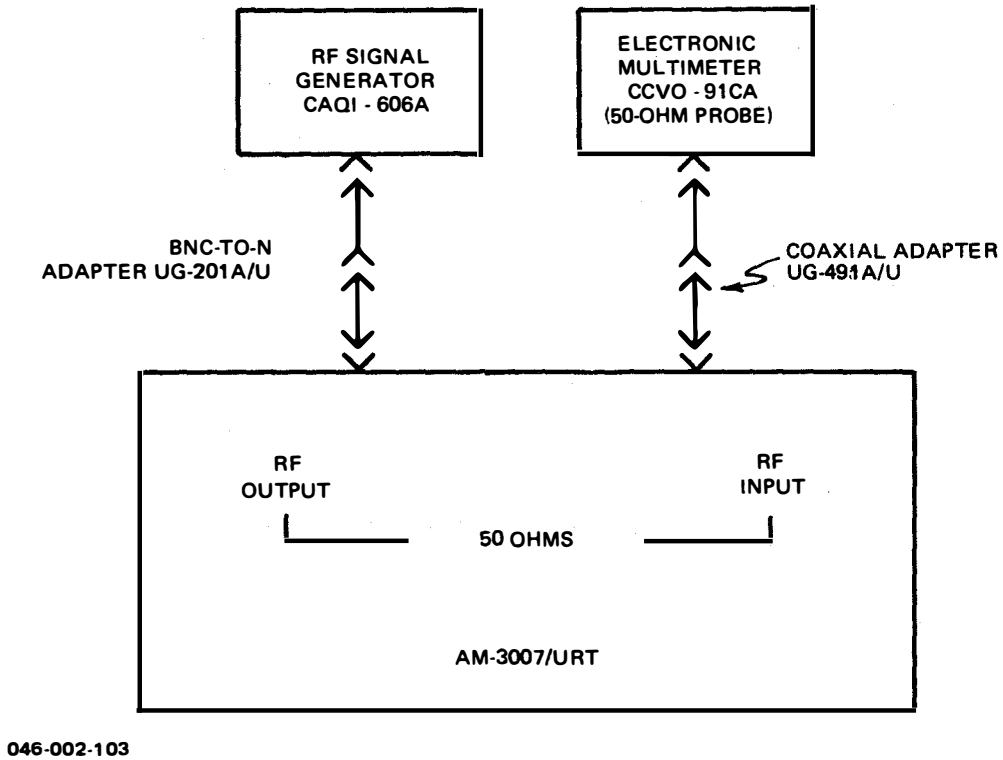 RF SIGNAL
GENERATOR
CAQI - 606A
ELECTRONIC
MULTIMETER
CCVO - 91CA
(50-OHM PROBE)
BNC-TO-N
ADAPTER UG-201A/U
COAXIAL ADAPTER
UG-491A/U
RF
OUTPUT
RF
INPUT
50 OHMS
AM-3007/URT
046-002-103